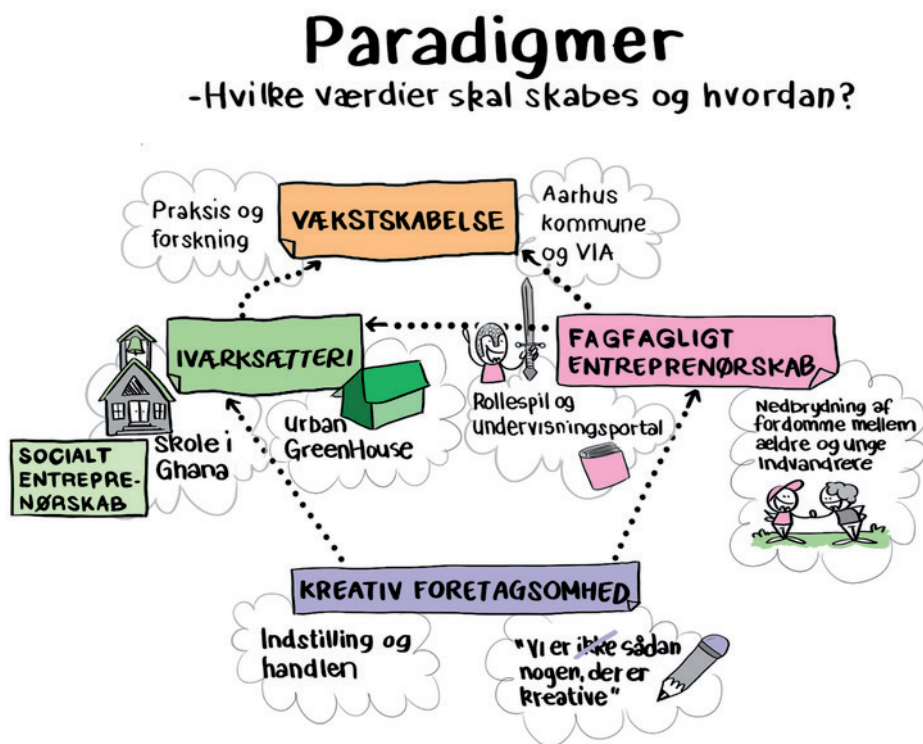 Paradigmer
-Hvilke værdier skal skabes og hvordan?
Praksis og
forskning
VÆKSTSKABELSE
Aarhus
kommune
og VIA
IVÆRKSÆTTERI
FAGFAGLIGT
ENTREPRENØRSKAB
SOCIALT
ENTREPRE-
NØRSKAB
Skole i
Ghana
Urban
GreenHouse
Rollespil og
undervisningsportal
Nedbrydning af
fordomme mellem
ældre og unge
indvandrere
KREATIV FORETAGSOMHED
Indstilling og
handlen
"Vi er ikke sådan
nogen, der er
kreative"